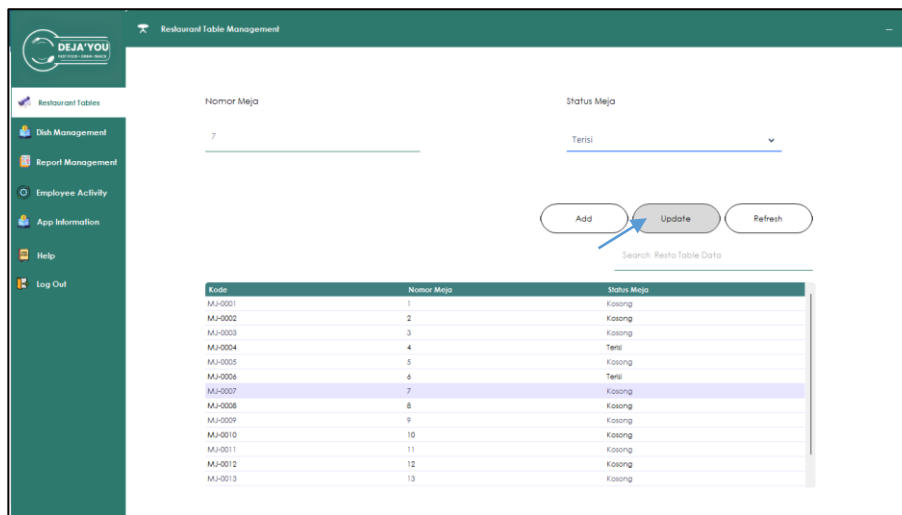 DEJA'YOU
Restaurant Table Management
Restaurant Tables
Dish Management
Report Management
Employee Activity
App Information
Help
Log Out
Nomor Meja
Status Meja
7
Terisi
Add
Update
Refresh
Search Resto Table Data
Kode Nomor Meja Status Meja
MJ-0001 1 Kosong
MJ-0002 2 Kosong
MJ-0003 3 Kosong
MJ-0004 4 Terisi
MJ-0005 5 Kosong
MJ-0006 6 Terisi
MJ-0007 7 Kosong
MJ-0008 8 Kosong
MJ-0009 9 Kosong
MJ-0010 10 Kosong
MJ-0011 11 Kosong
MJ-0012 12 Kosong
MJ-0013 13 Kosong